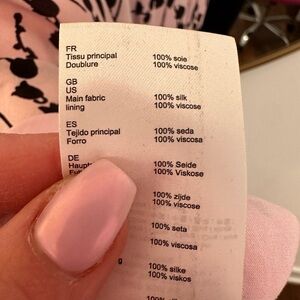 FR
Tissu principal 100% soie
Doublure 100% viscose
GB
US
Main fabric 100% silk
lining 100% viscose
ES
Tejido principal 100% seda
Forro 100% viscosa
DE
100% Seide
100% Viskose
100% zijde
100% viscose
100% seta
100% viscosa
100% silke
100% viskos